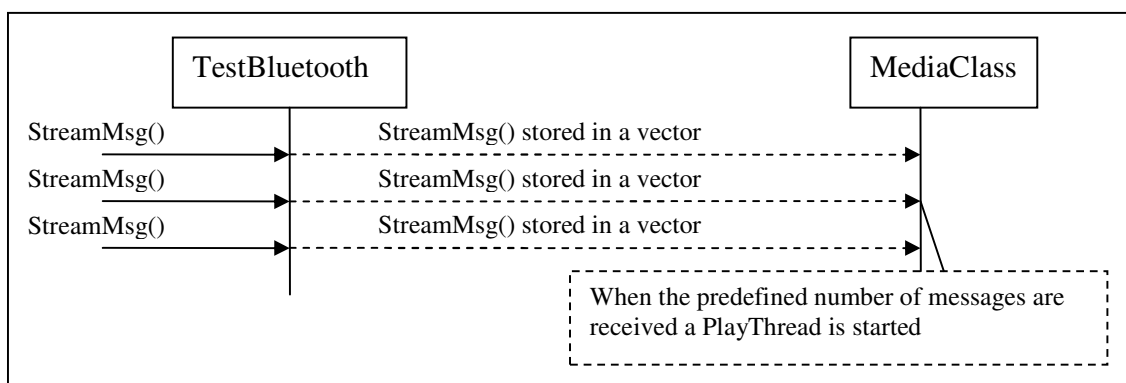 TestBluetooth
MediaClass
StreamMsg()
StreamMsg() stored in a vector
StreamMsg()
StreamMsg() stored in a vector
StreamMsg()
StreamMsg() stored in a vector
When the predefined number of messages are
received a PlayThread is started